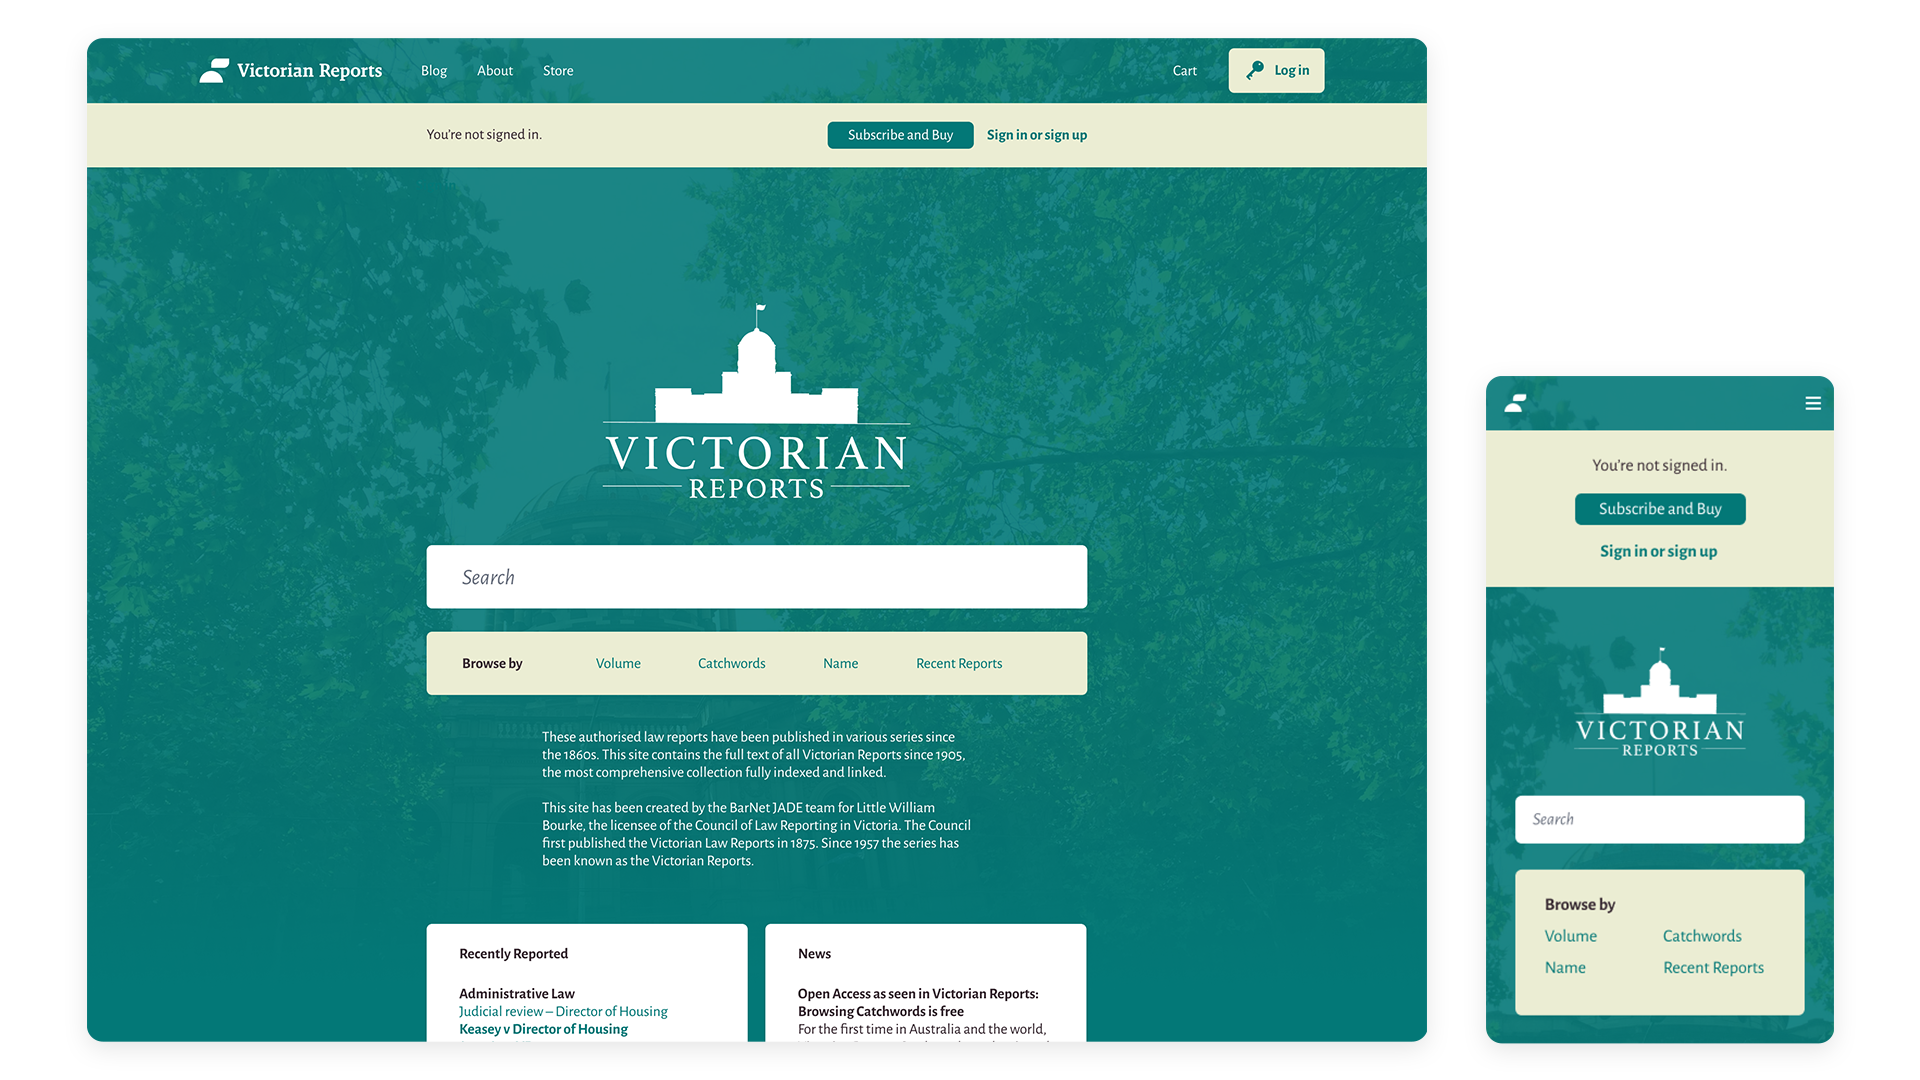 Victorian Reports
Blog
About
Store
Cart
Log in
You're not signed in.
Subscribe and Buy
Sign in or sign up
VICTORIAN
REPORTS
Search
Browse by
Volume
Catchwords
Name
Recent Reports
These authorised law reports have been published in various series since
the 1860s. This site contains the full text of all Victorian Reports since 1905,
the most comprehensive collection fully indexed and linked.
This site has been created by the BarNet JADE team for Little William
Bourke, the licensee of the Council of Law Reporting in Victoria. The Council
first published the Victorian Law Reports in 1875. Since 1957 the series has
been known as the Victorian Reports.
Recently Reported
Administrative Law
Judicial review – Director of Housing
Keasey v Director of Housing
News
Open Access as seen in Victorian Reports:
Browsing Catchwords is free
For the first time in Australia and the world,
You're not signed in.
Subscribe and Buy
Sign in or sign up
VICTORIAN
REPORTS
Search
Browse by
Volume
Catchwords
Name
Recent Reports